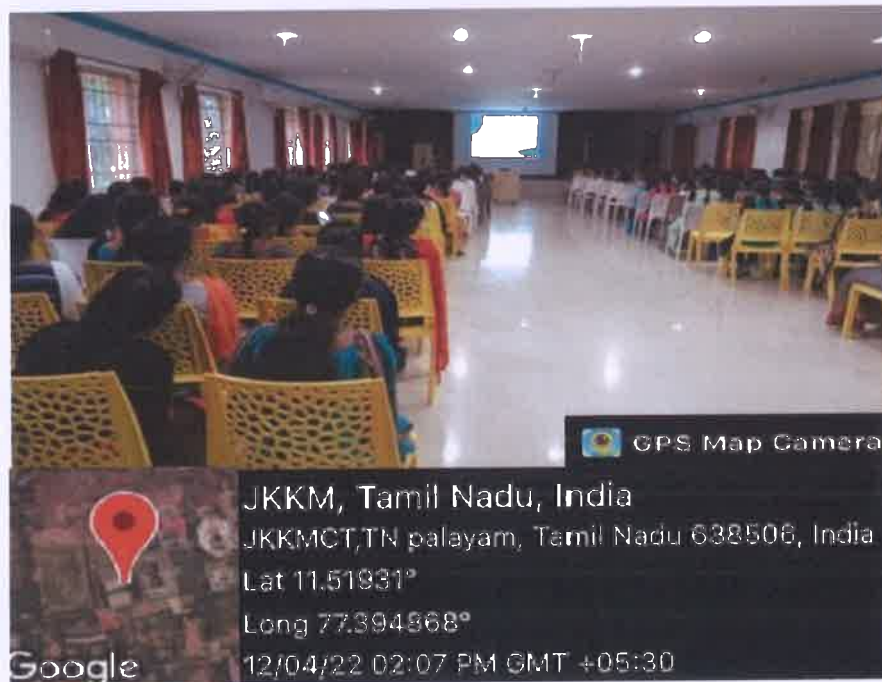 GPS Map Camera
JKKM, Tamil Nadu, India
JKKMCT,TN palayam, Tamil Nadu 638506, India
Lat 11.51931°
Long 77.394868°
12/04/22 02:07 PM GMT +05:30
Google